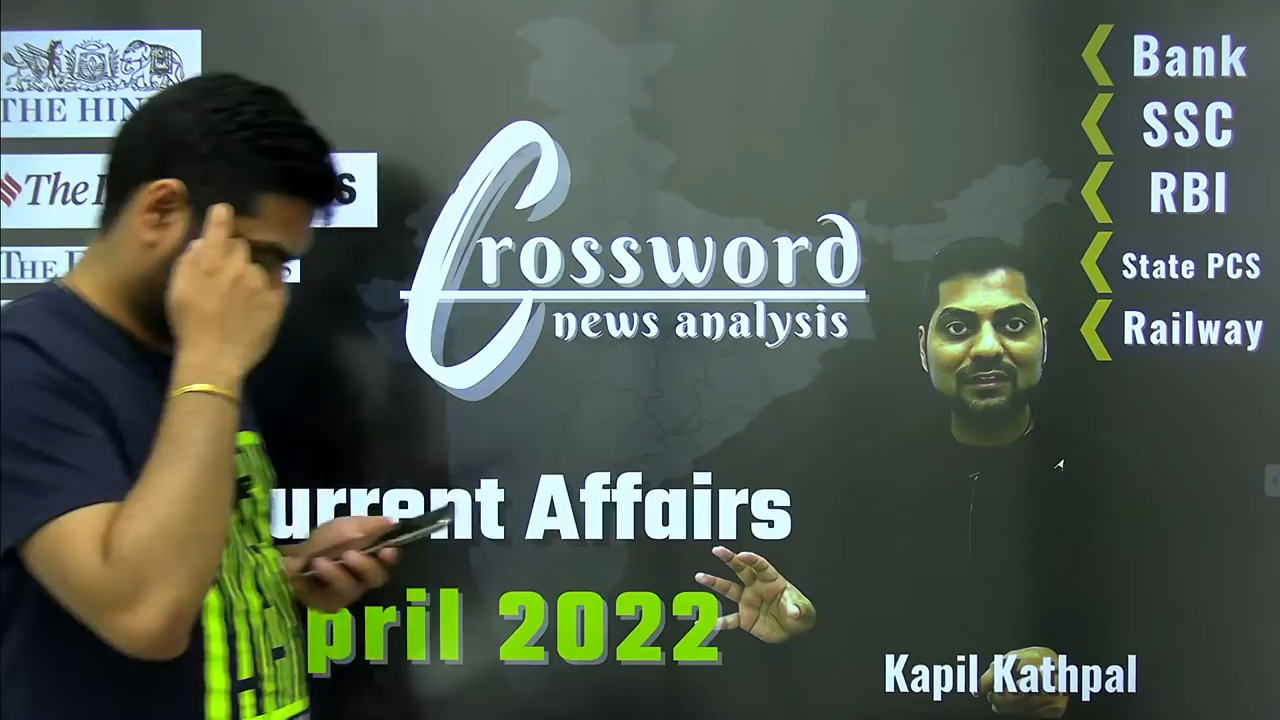 THE HIN
The I
S
THE
Crossword
news analysis
urrent Affairs
pril 2022
Bank
SSC
RBI
State PCS
Railway
Kapil Kathpal